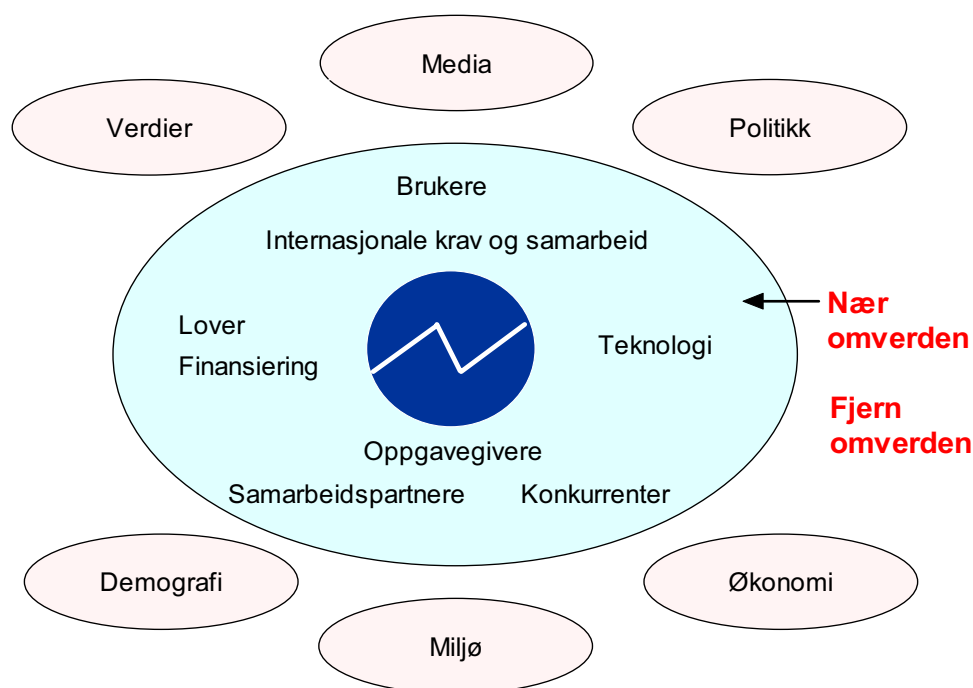 Media
Verdier
Politikk
Brukere
Internasjonale krav og samarbeid
Lover
Finansiering
Teknologi
Nær
omverden
Fjern
omverden
Oppgavegivere
Samarbeidspartnere
Konkurrenter
Demografi
Økonomi
Miljø